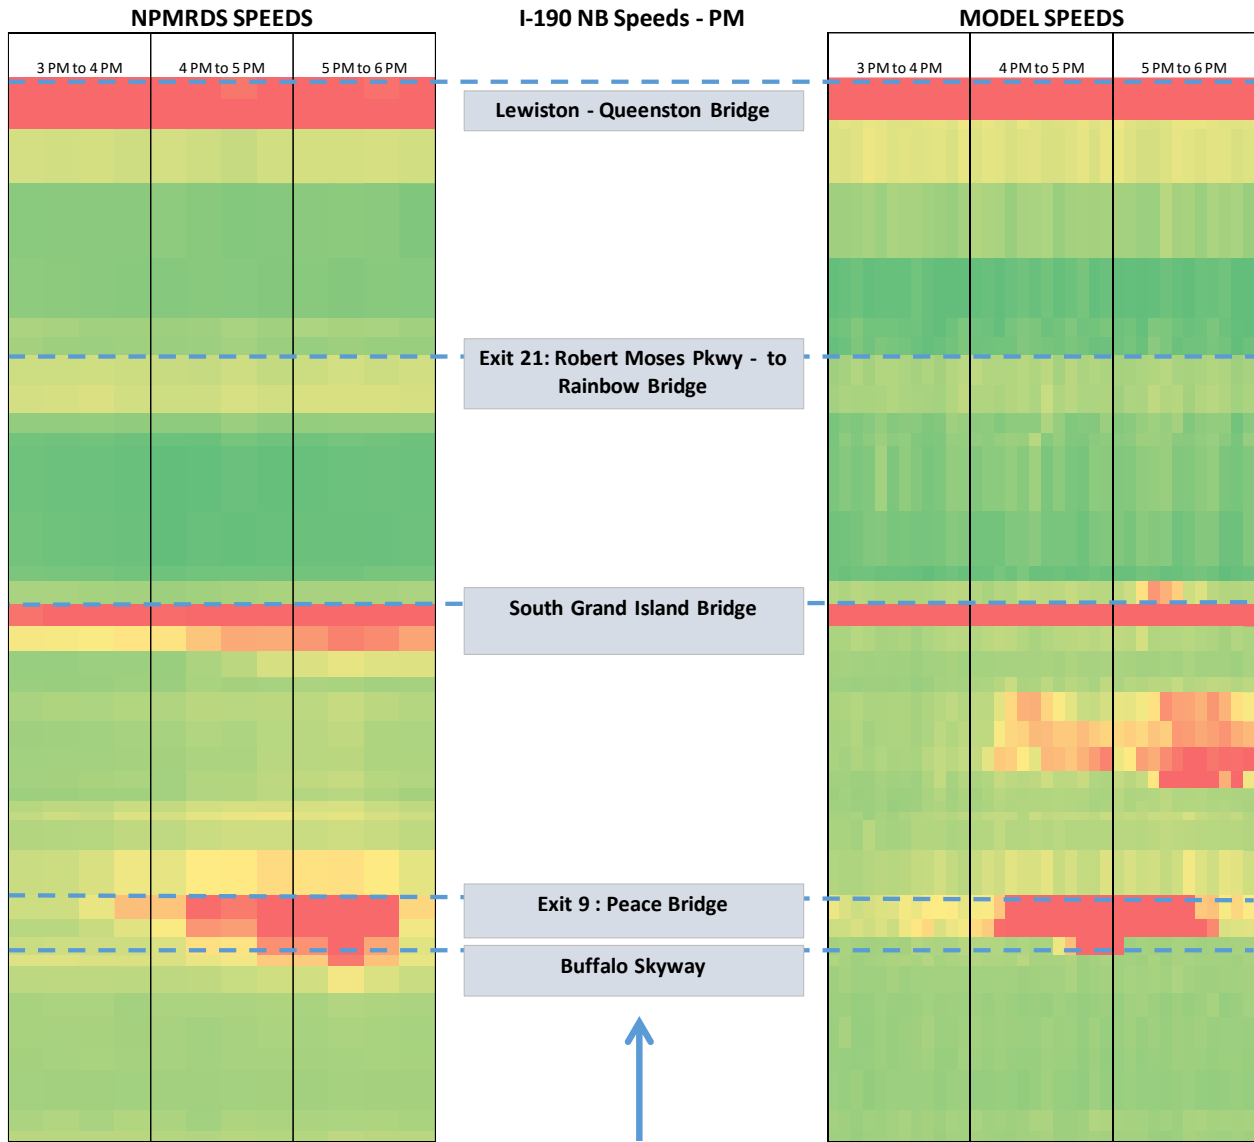 NPMRDS SPEEDS
I-190 NB Speeds - PM
MODEL SPEEDS
3 PM to 4 PM
4 PM to 5 PM
5 PM to 6 PM
3 PM to 4 PM
4 PM to 5 PM
5 PM to 6 PM
Lewiston - Queenston Bridge
Exit 21: Robert Moses Pkwy - to
Rainbow Bridge
South Grand Island Bridge
Exit 9 : Peace Bridge
Buffalo Skyway